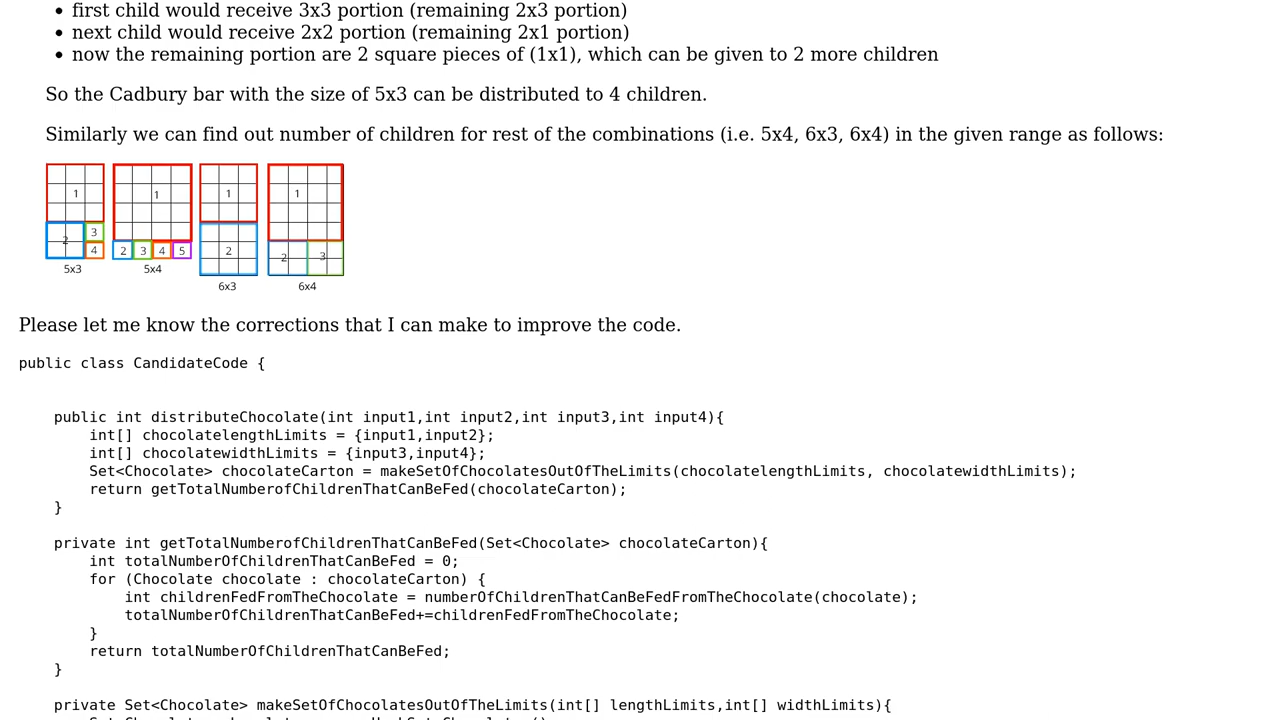 first child would receive 3x3 portion (remaining 2x3 portion)
next child would receive 2x2 portion (remaining 2x1 portion)
now the remaining portion are 2 square pieces of (1x1), which can be given to 2 more children
So the Cadbury bar with the size of 5x3 can be distributed to 4 children.
Similarly we can find out number of children for rest of the combinations (i.e. 5x4, 6x3, 6x4) in the given range as follows:
1 1 1 1
2 3
4 2 3 4 5 2 2 3
5x3 5x4
6x3 6x4
Please let me know the corrections that I can make to improve the code.
public class CandidateCode {
    public int distributeChocolate(int input1,int input2,int input3,int input4){
        int[] chocolatelengthLimits = {input1,input2};
        int[] chocolatewidthLimits = {input3,input4};
        Set<Chocolate> chocolateCarton = makeSetOfChocolatesOutOfTheLimits(chocolatelengthLimits, chocolatewidthLimits);
        return getTotalNumberofChildrenThatCanBeFed(chocolateCarton);
    }
    private int getTotalNumberofChildrenThatCanBeFed(Set<Chocolate> chocolateCarton){
        int totalNumberOfChildrenThatCanBeFed = 0;
        for (Chocolate chocolate : chocolateCarton) {
            int childrenFedFromTheChocolate = numberOfChildrenThatCanBeFedFromTheChocolate(chocolate);
            totalNumberOfChildrenThatCanBeFed+=childrenFedFromTheChocolate;
        }
        return totalNumberOfChildrenThatCanBeFed;
    }
    private Set<Chocolate> makeSetOfChocolatesOutOfTheLimits(int[] lengthLimits,int[] widthLimits){